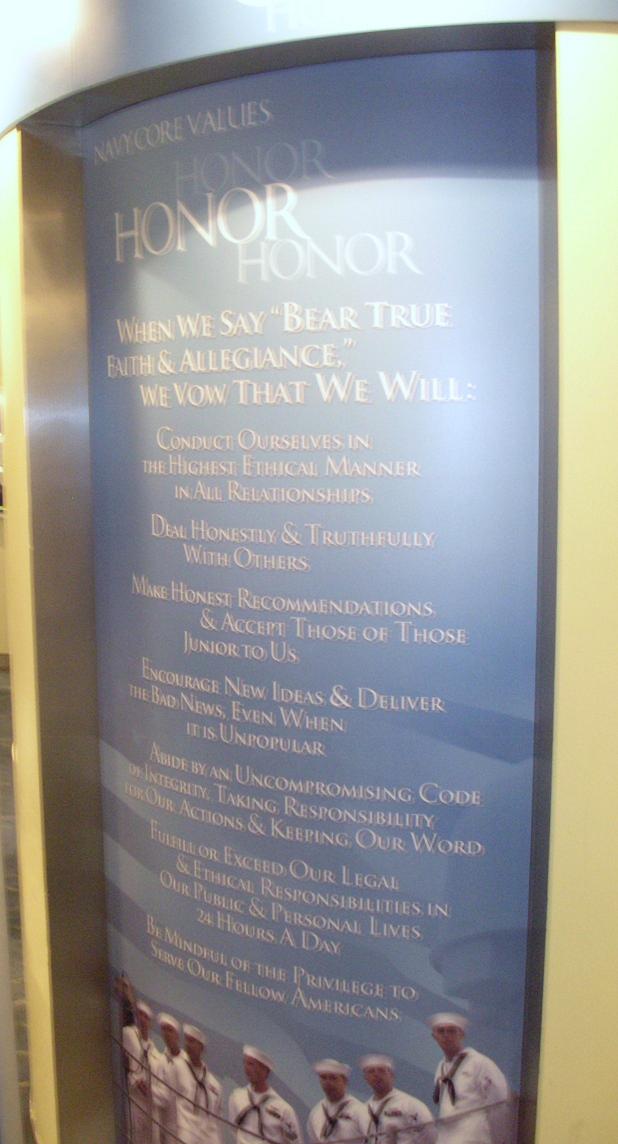 NAVY CORE VALUES
HONOR
HONOR
HONOR
WHEN WE SAY "BEAR TRUE
FAITH & ALLEGIANCE,"
WE VOW THAT WE WILL:
CONDUCT OURSELVES IN
THE HIGHEST ETHICAL MANNER
IN ALL RELATIONSHIPS
DEAL HONESTLY & TRUTHFULLY
WITH OTHERS
MAKE HONEST RECOMMENDATIONS
& ACCEPT THOSE OF THOSE
JUNIOR TO US
ENCOURAGE NEW IDEAS & DELIVER
THE BAD NEWS, EVEN WHEN
IT IS UNPOPULAR
ABIDE BY AN UNCOMPROMISING CODE
OF INTEGRITY, TAKING RESPONSIBILITY
FOR OUR ACTIONS & KEEPING OUR WORD
FULFILL OR EXCEED OUR LEGAL
& ETHICAL RESPONSIBILITIES IN
OUR PUBLIC & PERSONAL LIVES
24 HOURS A DAY
BE MINDFUL OF THE PRIVILEGE TO
SERVE OUR FELLOW AMERICANS